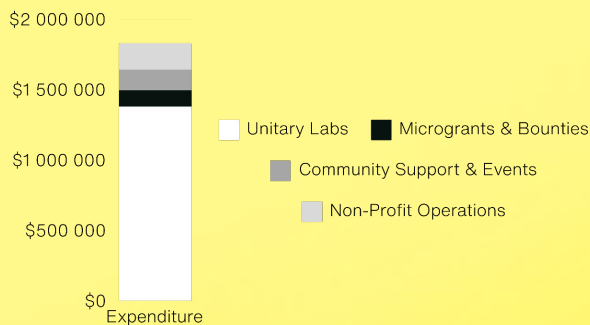 $2 000 000
$1 500 000
$1 000 000
$500 000
$0
Expenditure
Unitary Labs
Microgrants & Bounties
Community Support & Events
Non-Profit Operations